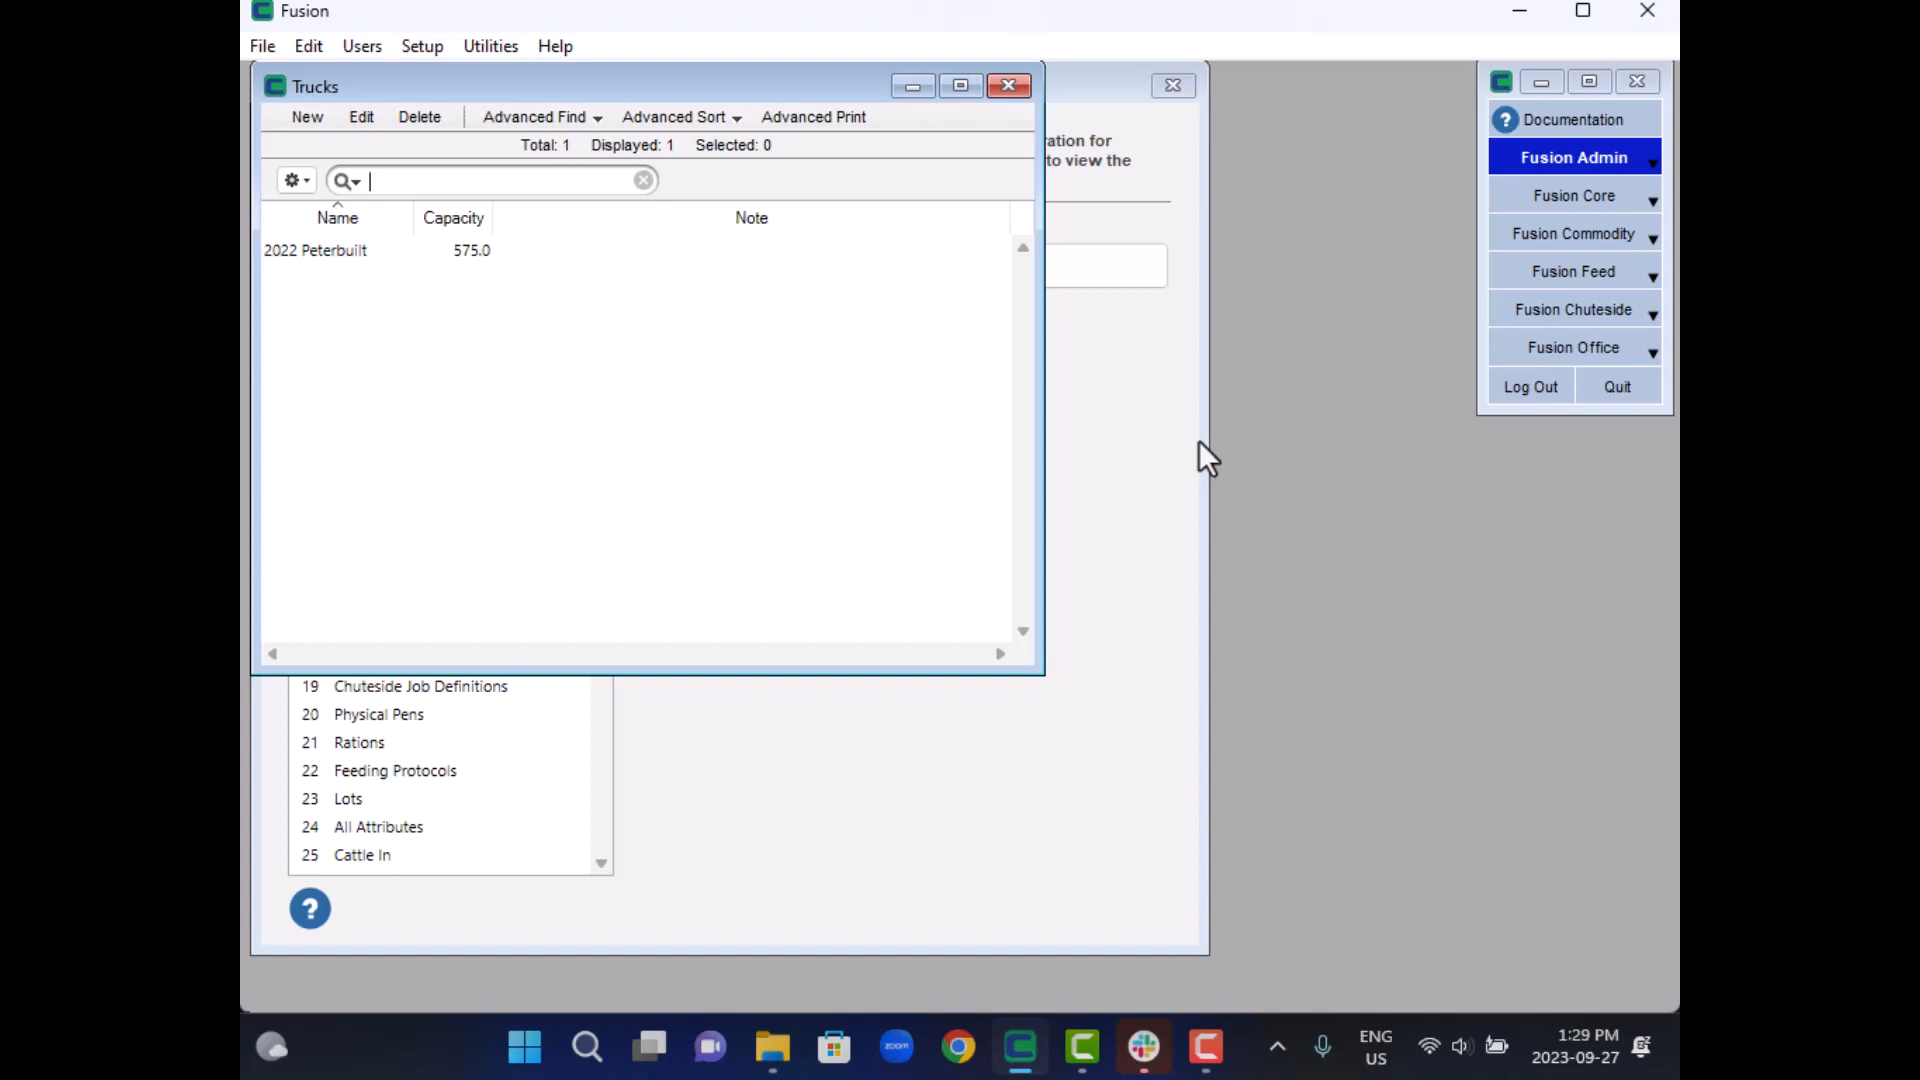 Fusion
File Edit Users Setup Utilities Help
Trucks
New Edit Delete Advanced Find Advanced Sort Advanced Print
Total: 1 Displayed: 1 Selected: 0
Name Capacity Note
2022 Peterbuilt 575.0
ration for
to view the
19 Chuteside Job Definitions
20 Physical Pens
21 Rations
22 Feeding Protocols
23 Lots
24 All Attributes
25 Cattle In
?
? Documentation
Fusion Admin
Fusion Core
Fusion Commodity
Fusion Feed
Fusion Chuteside
Fusion Office
Log Out Quit
zoom
ENG
US
1:29 PM
2023-09-27